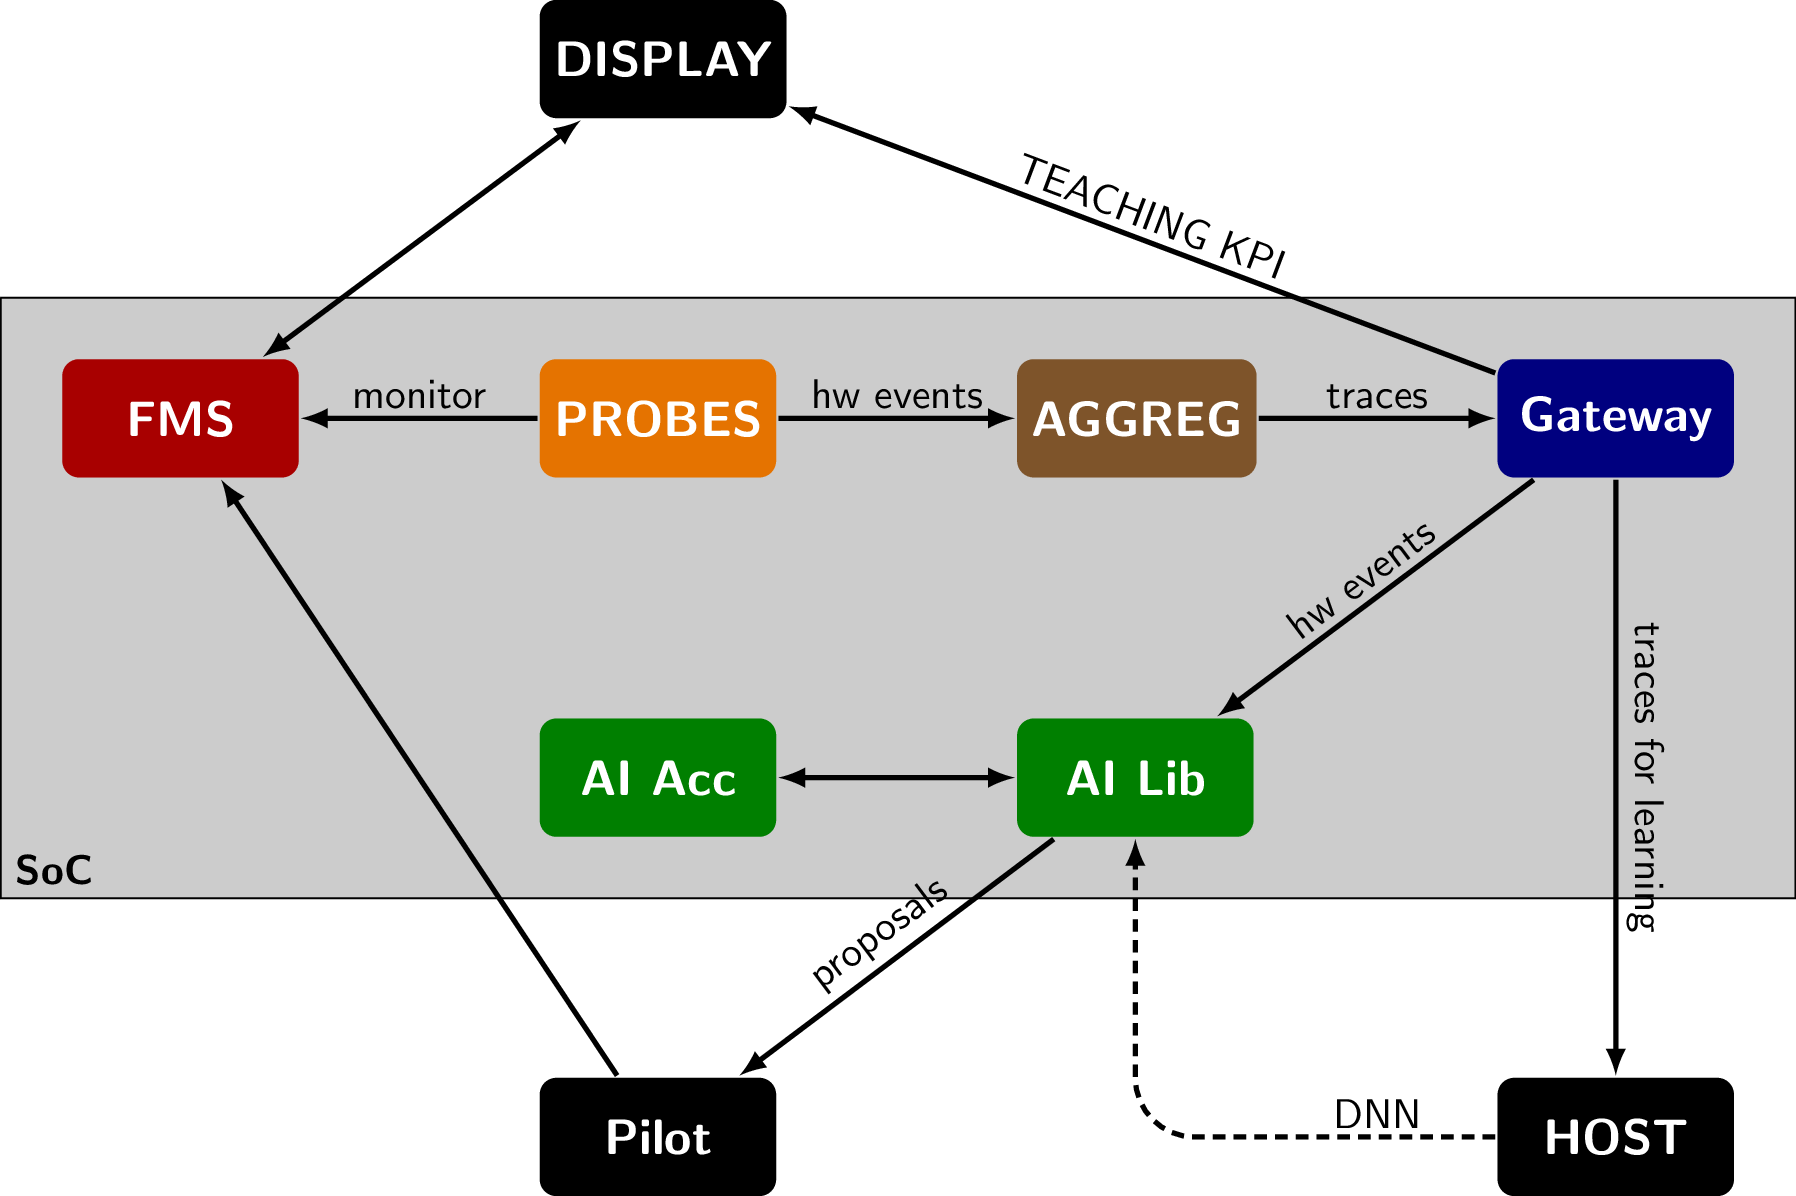 DISPLAY
TEACHING KPI
FMS
monitor
PROBES
hw events
AGGREG
traces
Gateway
hw events
traces for learning
AI Acc
AI Lib
SoC
proposals
Pilot
DNN
HOST